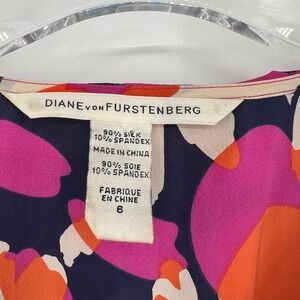 DIANE VON FURSTENBERG
90% SILK
10% SPANDEX
MADE IN CHINA
90% SOIE
10% SPANDEX
FABRIQUE
EN CHINE
6